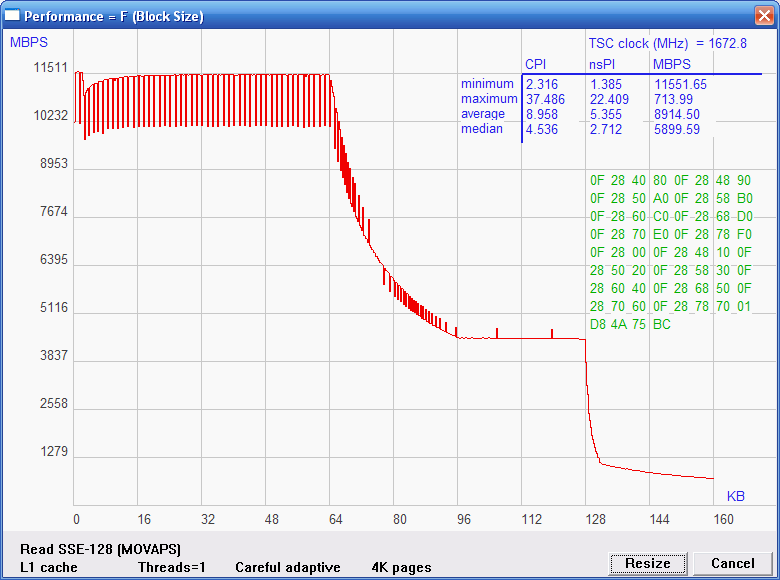 Performance = F (Block Size)
MBPS
TSC clock (MHz) = 1672.8
CPI nsPI MBPS
minimum 2.316 1.385 11551.65
maximum 37.486 22.409 713.99
average 8.958 5.355 8914.50
median 4.536 2.712 5899.59
11511
10232
8953
7674
6395
5116
3837
2558
1279
0F 28 40 80 0F 28 48 90
0F 28 50 A0 0F 28 58 B0
0F 28 60 C0 0F 28 68 D0
0F 28 70 E0 0F 28 78 F0
0F 28 00 0F 28 48 10 0F
28 50 20 0F 28 58 30 0F
28 60 40 0F 28 68 50 0F
28 70 60 0F 28 78 70 01
D8 4A 75 BC
KB
0 16 32 48 64 80 96 112 128 144 160
Read SSE-128 (MOVAPS)
L1 cache Threads=1 Careful adaptive 4K pages
Resize Cancel